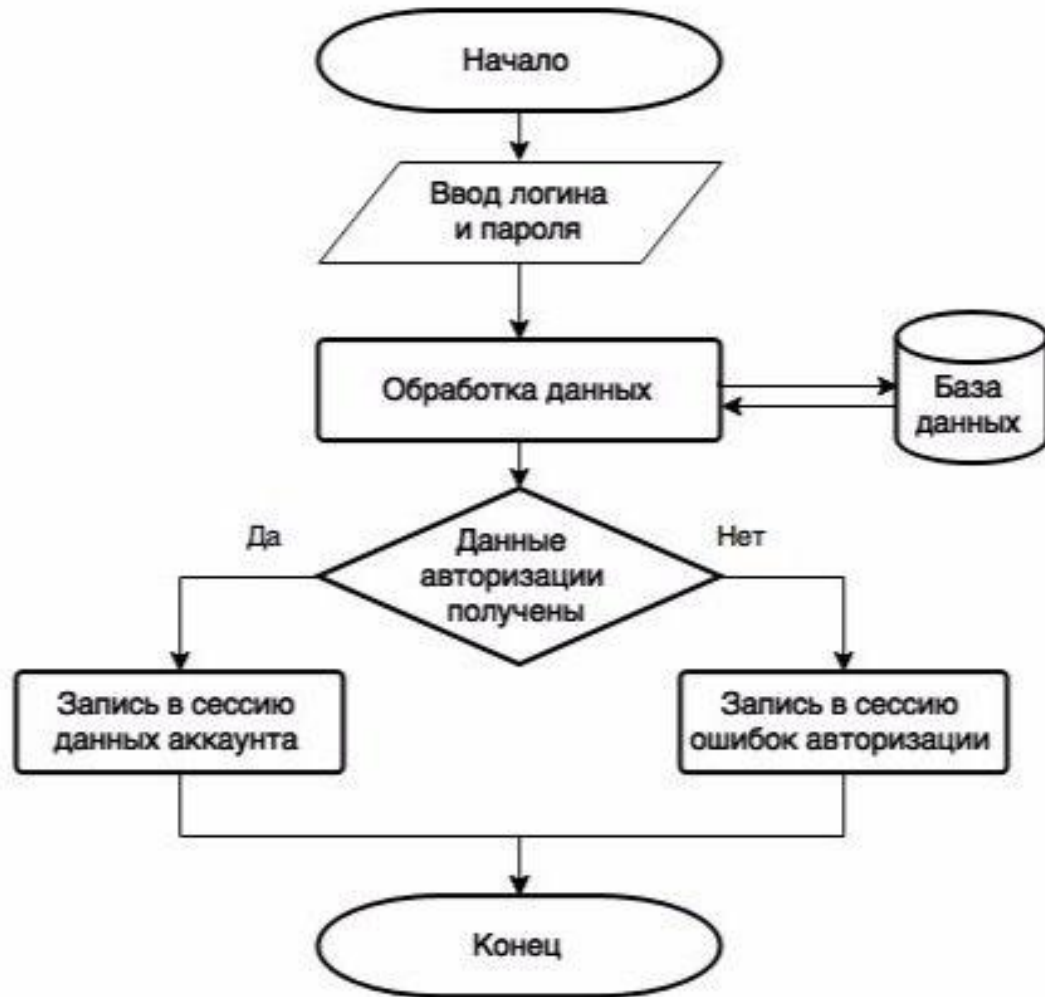 Начало
Ввод логина
и пароля
Обработка данных
База
данных
Да
Данные
авторизации
получены
Нет
Запись в сессию
данных аккаунта
Запись в сессию
ошибок авторизации
Конец